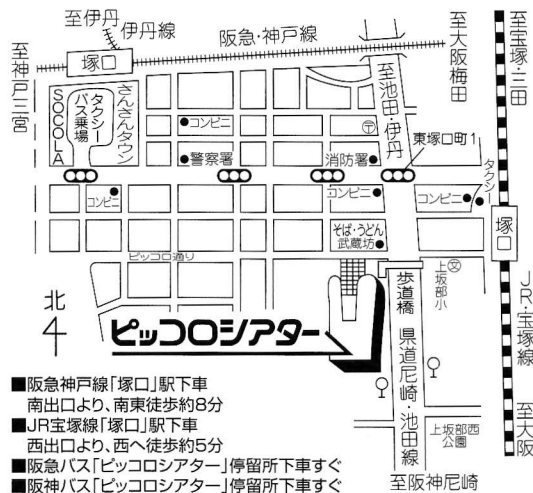 至伊丹
伊丹線
阪急・神戸線
塚口
至神戸三宮
至大阪梅田
至宝塚・三田
至池田・伊丹
SOCOLA
タクシー
バス乗場
さんさんタウン
コンビニ
〒
東塚口町1
警察署
消防署
タクシー
コンビニ
コンビニ
コンビニ
塚口
そば・うどん
武蔵坊
ピッコロ通り
上坂部小
文
北
歩道橋
県道尼崎・池田線
JR・宝塚線
ピッコロシアター
至大阪
上坂部西
公園
至阪神尼崎
■阪急神戸線「塚口」駅下車
南出口より、南東徒歩約8分
■JR宝塚線「塚口」駅下車
西出口より、西へ徒歩約5分
■阪急バス「ピッコロシアター」停留所下車すぐ
■阪神バス「ピッコロシアター」停留所下車すぐ